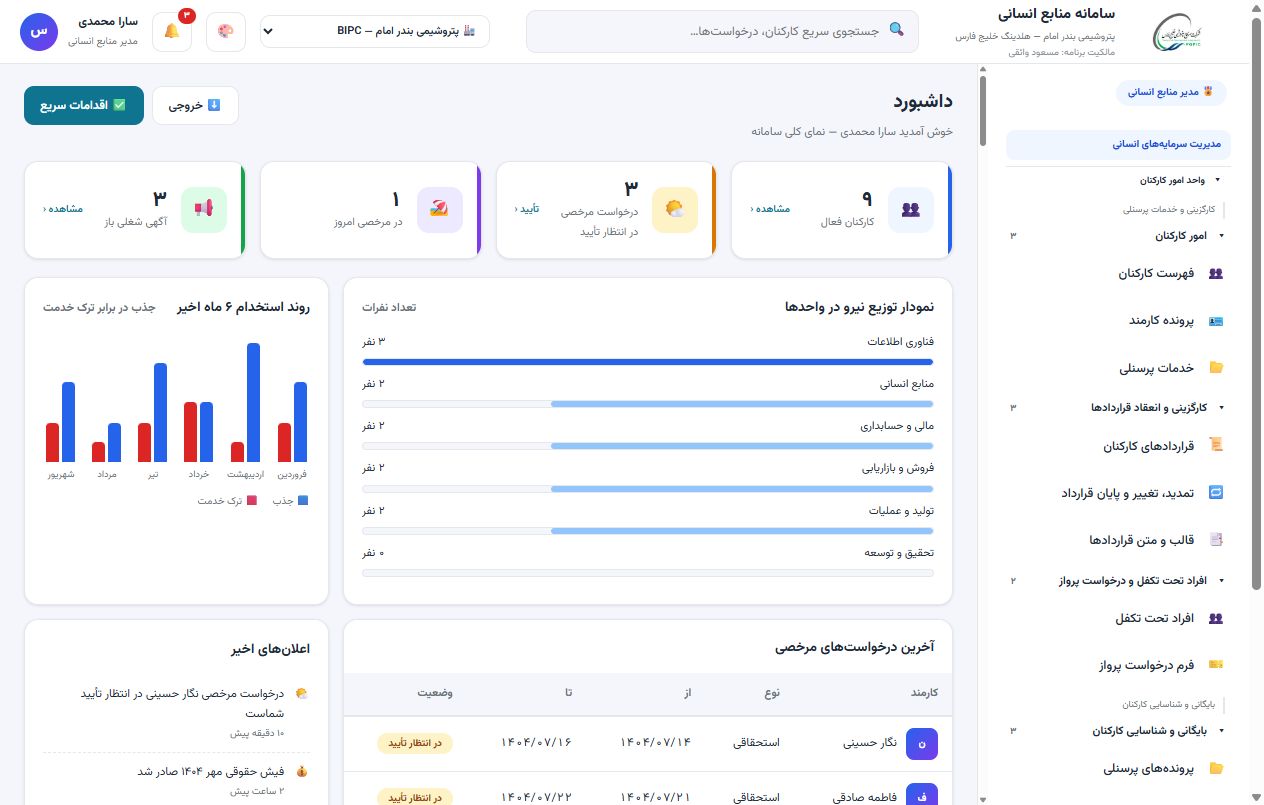 سامانه منابع انسانی
پتروشیمی بندر امام — هلدینگ خلیج فارس
مالکیت برنامه: مسعود واثقی
جستجوی سریع کارکنان، درخواست‌ها...
پتروشیمی بندر امام — BIPC
۳
سارا محمدی
مدیر منابع انسانی
س
مدیر منابع انسانی
مدیریت سرمایه‌های انسانی
واحد امور کارکنان
کارگزینی و خدمات پرسنلی
امور کارکنان ۳
فهرست کارکنان
پرونده کارمند
خدمات پرسنلی
کارگزینی و انعقاد قراردادها ۳
قراردادهای کارکنان
تمدید، تغییر و پایان قرارداد
قالب و متن قراردادها
افراد تحت تکفل و درخواست پرواز ۲
افراد تحت تکفل
فرم درخواست پرواز
بایگانی و شناسایی کارکنان
بایگانی و شناسایی کارکنان ۳
پرونده‌های پرسنلی
داشبورد
خوش آمدید سارا محمدی — نمای کلی سامانه
خروجی
اقدامات سریع
۹
کارکنان فعال
مشاهده ›
۳
درخواست مرخصی
در انتظار تأیید
تأیید ›
۱
در مرخصی امروز
۳
آگهی شغلی باز
مشاهده ›
نمودار توزیع نیرو در واحدها
تعداد نفرات
فناوری اطلاعات ۳ نفر
منابع انسانی ۲ نفر
مالی و حسابداری ۲ نفر
فروش و بازاریابی ۲ نفر
تولید و عملیات ۲ نفر
تحقیق و توسعه ۰ نفر
روند استخدام ۶ ماه اخیر
جذب در برابر ترک خدمت
فروردین اردیبهشت خرداد تیر مرداد شهریور
جذب ترک خدمت
آخرین درخواست‌های مرخصی
کارمند نوع از تا وضعیت
ن نگار حسینی استحقاقی ۱۴۰۴/۰۷/۱۴ ۱۴۰۴/۰۷/۱۶ در انتظار تأیید
ف فاطمه صادقی استحقاقی ۱۴۰۴/۰۷/۲۱ ۱۴۰۴/۰۷/۲۲ در انتظار تأیید
اعلان‌های اخیر
درخواست مرخصی نگار حسینی در انتظار تأیید
شماست
۱۰ دقیقه پیش
فیش حقوقی مهر ۱۴۰۴ صادر شد
۲ ساعت پیش